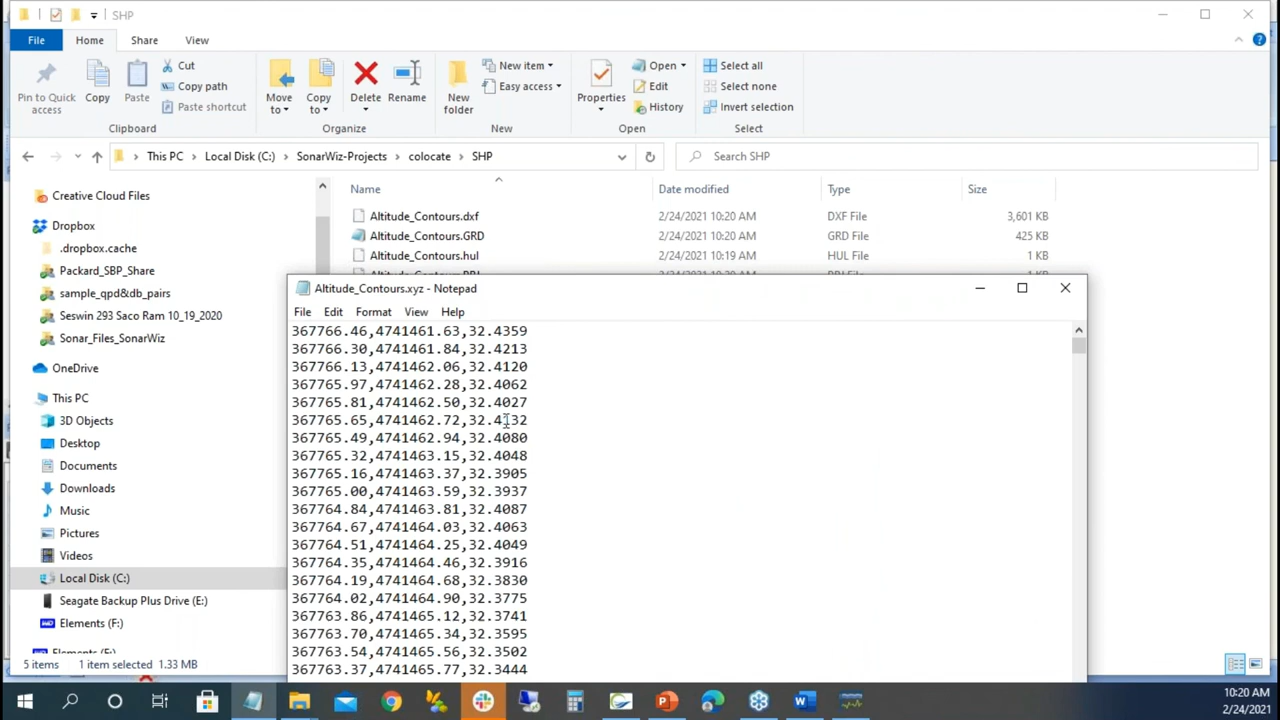 SHP
File Home Share View
Pin to Quick access
Copy
Paste
Cut
Copy path
Paste shortcut
Clipboard
Move to
Copy to
Delete
Rename
Organize
New folder
New item
Easy access
New
Properties
Open
Edit
History
Open
Select all
Select none
Invert selection
Select
This PC > Local Disk (C:) > SonarWiz-Projects > colocate > SHP
Search SHP
Creative Cloud Files
Dropbox
.dropbox.cache
Packard_SBP_Share
sample_qpd&db_pairs
Seswin 293 Saco Ram 10_19_2020
Sonar_Files_SonarWiz
OneDrive
This PC
3D Objects
Desktop
Documents
Downloads
Music
Pictures
Videos
Local Disk (C:)
Seagate Backup Plus Drive (E:)
Elements (F:)
Name Date modified Type Size
Altitude_Contours.dxf 2/24/2021 10:20 AM DXF File 3,601 KB
Altitude_Contours.GRD 2/24/2021 10:20 AM GRD File 425 KB
Altitude_Contours.hul 2/24/2021 10:19 AM HUL File 1 KB
Altitude_Contours.xyz - Notepad
File Edit Format View Help
367766.46,4741461.63,32.4359
367766.30,4741461.84,32.4213
367766.13,4741462.06,32.4120
367765.97,4741462.28,32.4062
367765.81,4741462.50,32.4027
367765.65,4741462.72,32.4132
367765.49,4741462.94,32.4080
367765.32,4741463.15,32.4048
367765.16,4741463.37,32.3905
367765.00,4741463.59,32.3937
367764.84,4741463.81,32.4087
367764.67,4741464.03,32.4063
367764.51,4741464.25,32.4049
367764.35,4741464.46,32.3916
367764.19,4741464.68,32.3830
367764.02,4741464.90,32.3775
367763.86,4741465.12,32.3741
367763.70,4741465.34,32.3595
367763.54,4741465.56,32.3502
367763.37,4741465.77,32.3444
5 items 1 item selected 1.33 MB
10:20 AM
2/24/2021